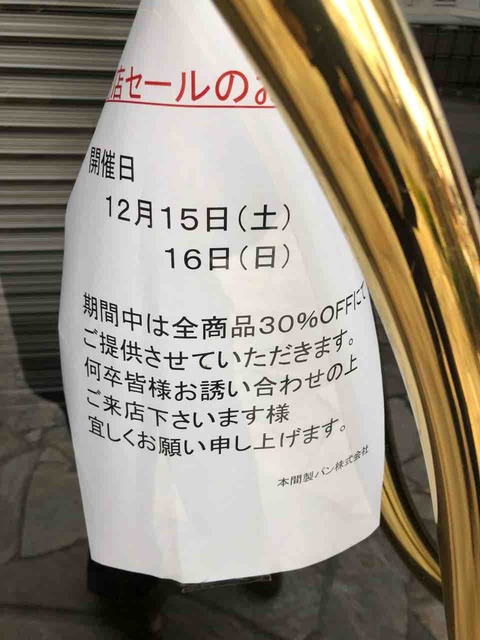 店セールのお
開催日
12月15日(土)
16日(日)
期間中は全商品30%OFFにて
ご提供させていただきます。
何卒皆様お誘い合わせの上
ご来店下さいます様
宜しくお願い申し上げます。
本間製パン株式会社